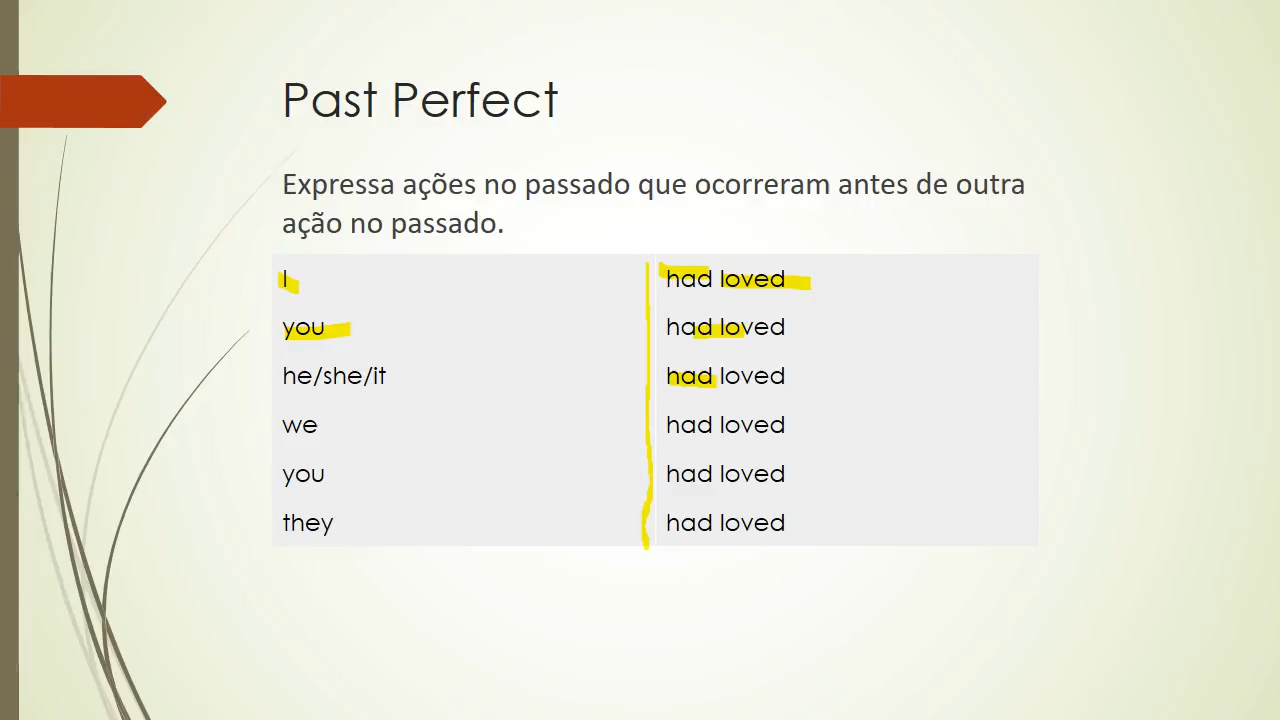 Past Perfect
Expressa ações no passado que ocorreram antes de outra
ação no passado.
I had loved
you had loved
he/she/it had loved
we had loved
you had loved
they had loved